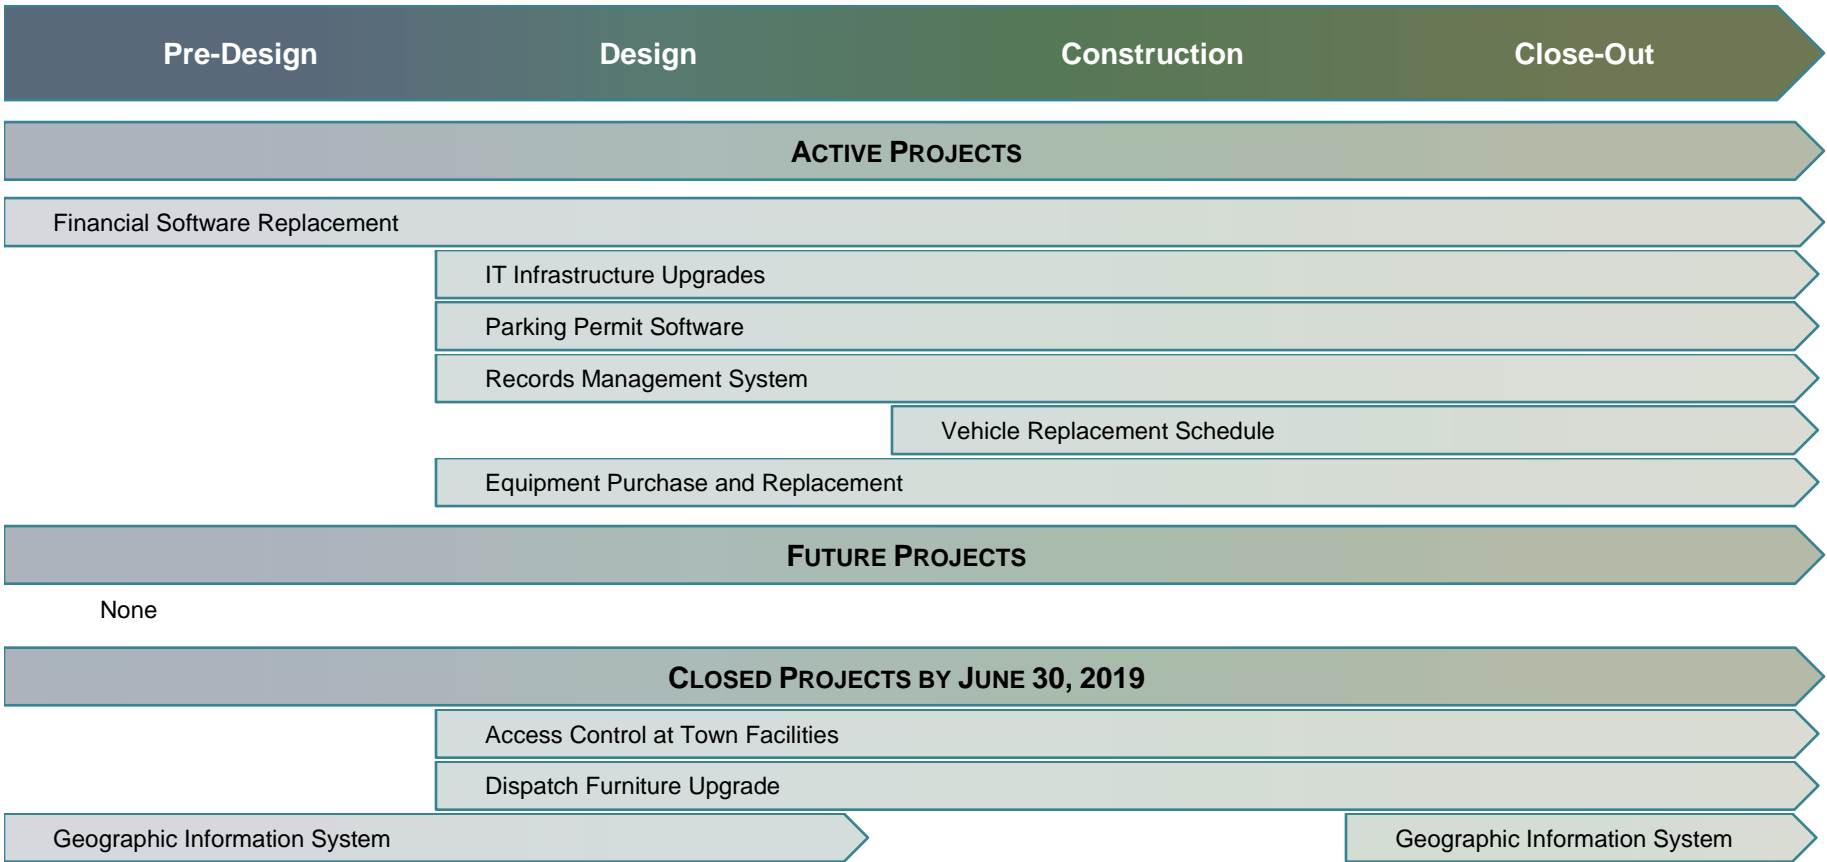 Pre-Design Design Construction Close-Out
ACTIVE PROJECTS
Financial Software Replacement
IT Infrastructure Upgrades
Parking Permit Software
Records Management System
Vehicle Replacement Schedule
Equipment Purchase and Replacement
FUTURE PROJECTS
None
CLOSED PROJECTS BY JUNE 30, 2019
Access Control at Town Facilities
Dispatch Furniture Upgrade
Geographic Information System Geographic Information System